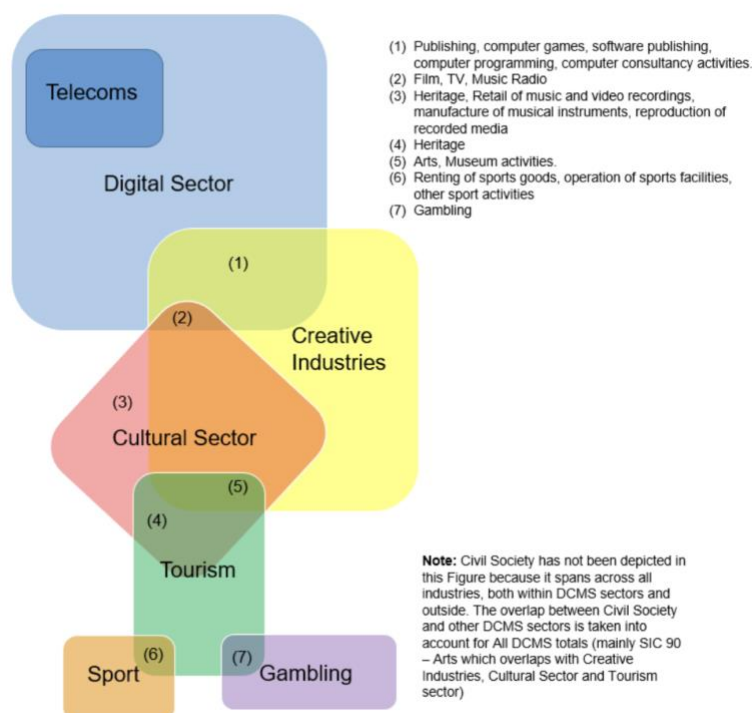 Telecoms
Digital Sector
(1)
(2)
Creative
Industries
(3)
Cultural Sector
(5)
(4)
Tourism
(6)
Sport
(7)
Gambling
(1) Publishing, computer games, software publishing,
computer programming, computer consultancy activities.
(2) Film, TV, Music Radio
(3) Heritage, Retail of music and video recordings,
manufacture of musical instruments, reproduction of
recorded media
(4) Heritage
(5) Arts, Museum activities.
(6) Renting of sports goods, operation of sports facilities,
other sport activities
(7) Gambling
Note: Civil Society has not been depicted in
this Figure because it spans across all
industries, both within DCMS sectors and
outside. The overlap between Civil Society
and other DCMS sectors is taken into
account for All DCMS totals (mainly SIC 90
– Arts which overlaps with Creative
Industries, Cultural Sector and Tourism
sector)